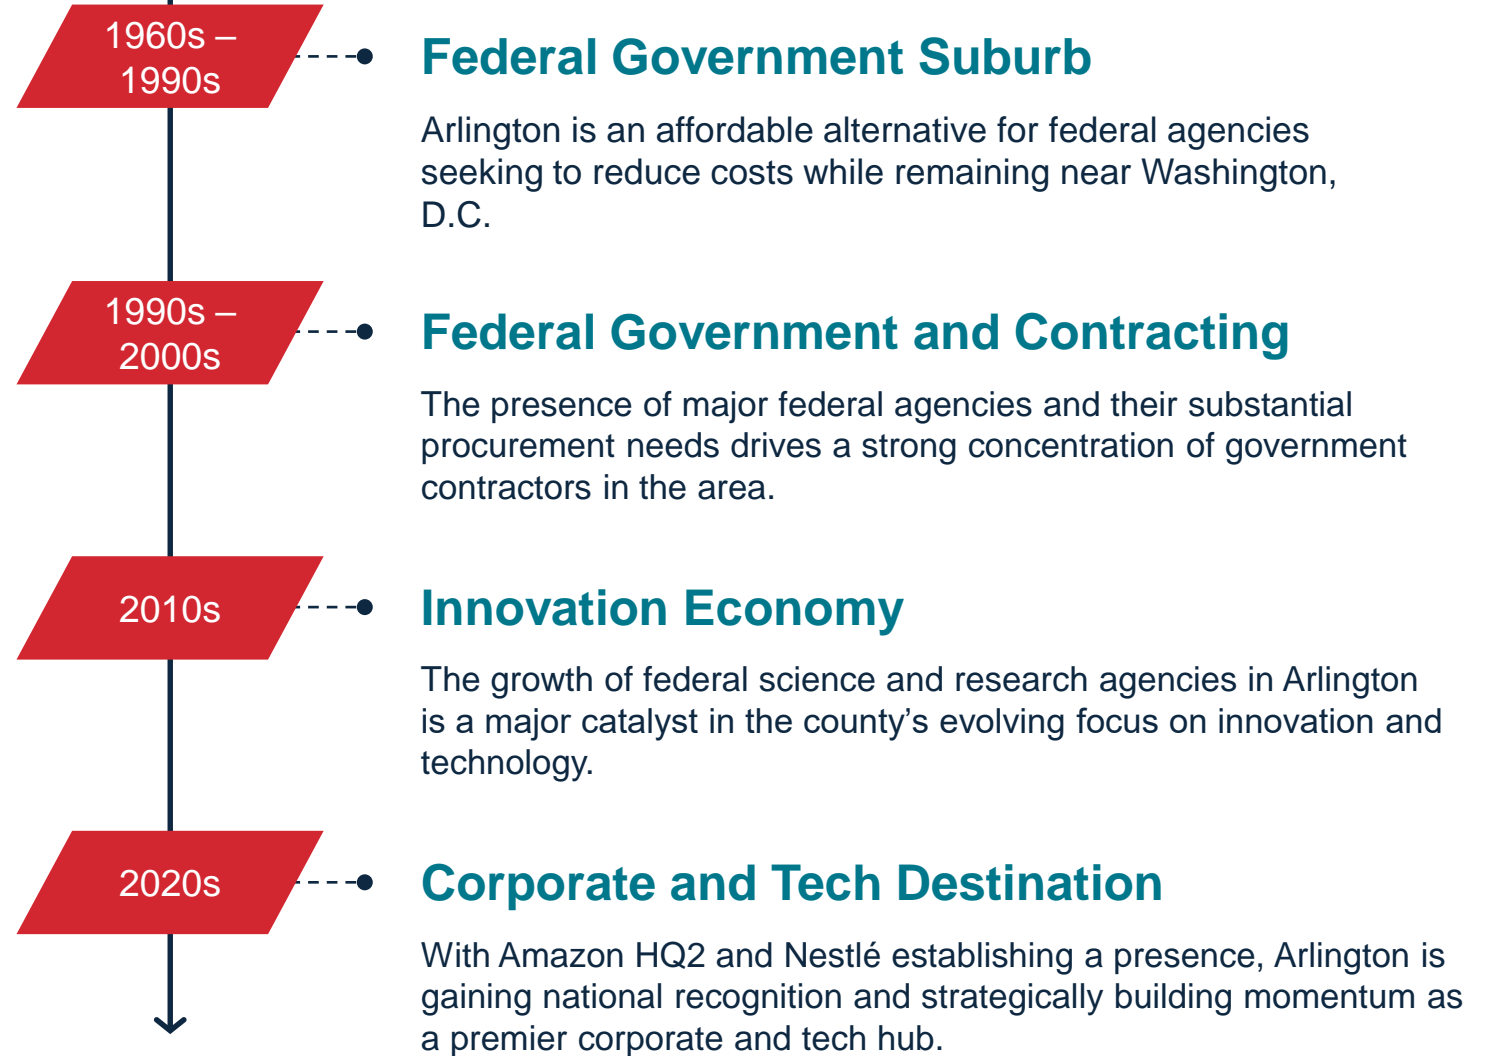 1960s –
1990s
Federal Government Suburb
Arlington is an affordable alternative for federal agencies
seeking to reduce costs while remaining near Washington,
D.C.
1990s –
2000s
Federal Government and Contracting
The presence of major federal agencies and their substantial
procurement needs drives a strong concentration of government
contractors in the area.
2010s
Innovation Economy
The growth of federal science and research agencies in Arlington
is a major catalyst in the county’s evolving focus on innovation and
technology.
2020s
Corporate and Tech Destination
With Amazon HQ2 and Nestlé establishing a presence, Arlington is
gaining national recognition and strategically building momentum as
a premier corporate and tech hub.